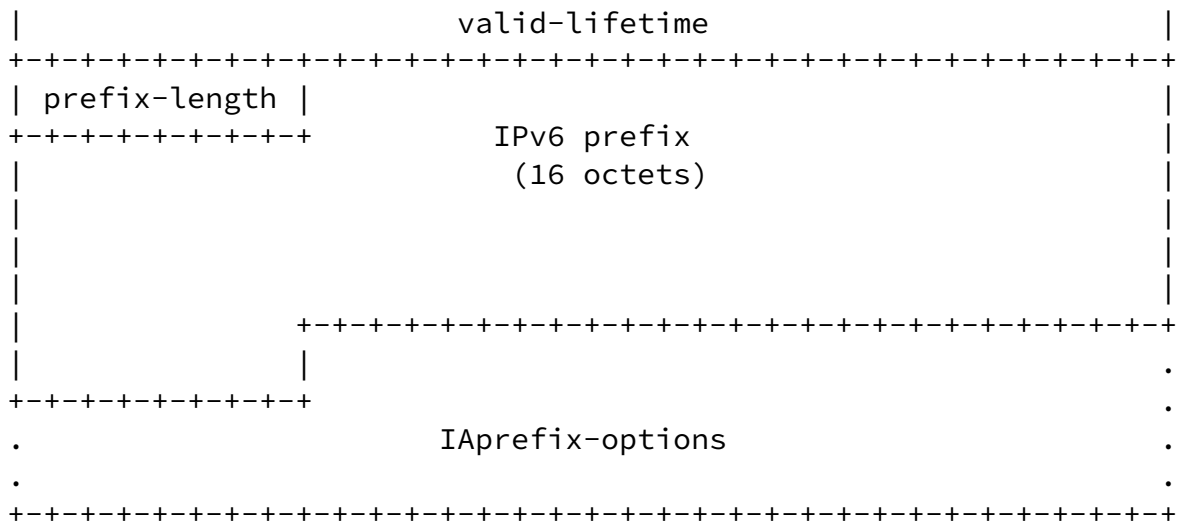 |                        valid-lifetime                         |
+-+-+-+-+-+-+-+-+-+-+-+-+-+-+-+-+-+-+-+-+-+-+-+-+-+-+-+-+-+-+-+-+
| prefix-length |                                               |
+-+-+-+-+-+-+-+-+          IPv6 prefix                          |
|                           (16 octets)                         |
|                                                               |
|                                                               |
|                                                               |
|               +-+-+-+-+-+-+-+-+-+-+-+-+-+-+-+-+-+-+-+-+-+-+-+-+
|               |                                               .
+-+-+-+-+-+-+-+-+                                               .
.                       IAprefix-options                        .
.                                                               .
+-+-+-+-+-+-+-+-+-+-+-+-+-+-+-+-+-+-+-+-+-+-+-+-+-+-+-+-+-+-+-+-+